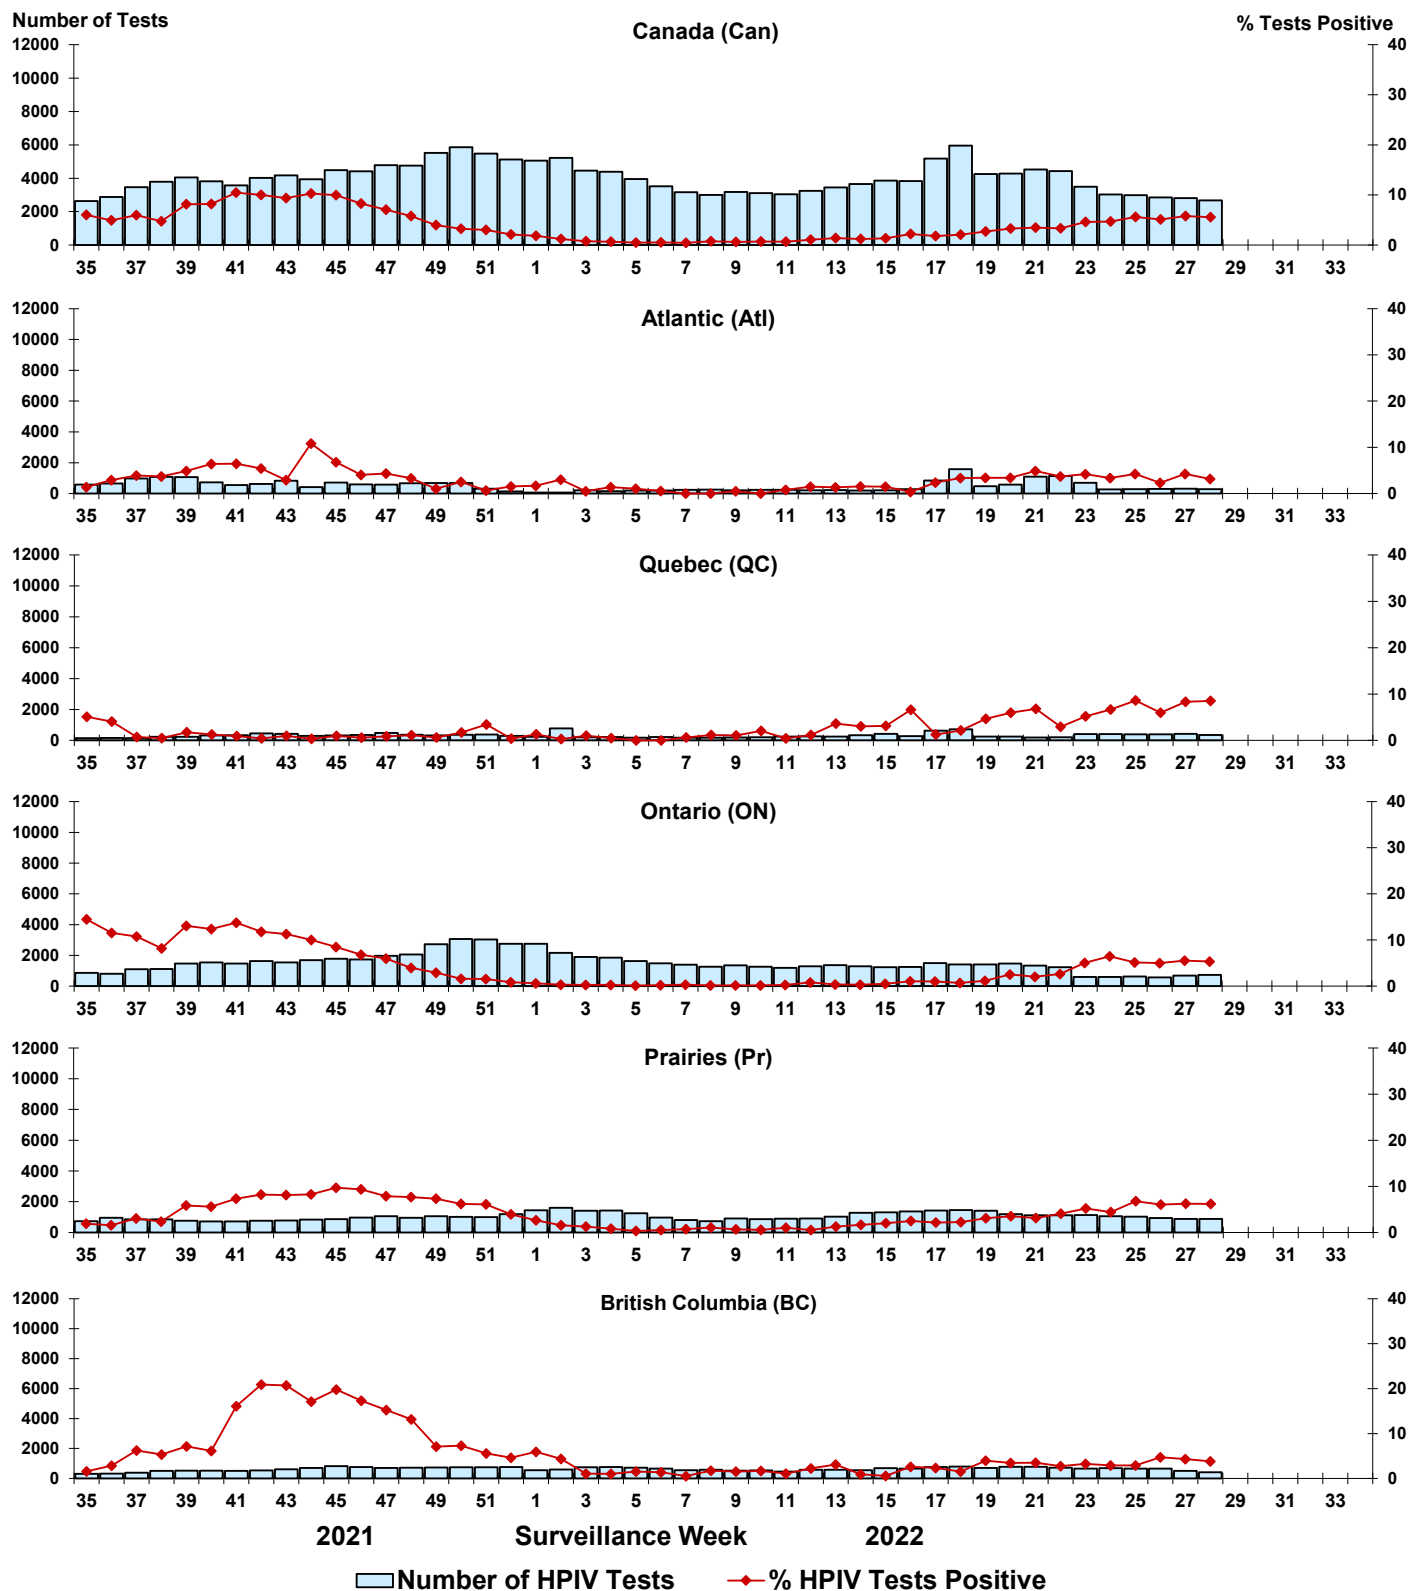 Number of Tests
Canada (Can)
% Tests Positive
12000 40
10000 30
8000
6000 20
4000 10
2000
0 0
35 37 39 41 43 45 47 49 51 1 3 5 7 9 11 13 15 17 19 21 23 25 27 29 31 33
Atlantic (Atl)
12000 40
10000 30
8000
6000 20
4000 10
2000
0 0
35 37 39 41 43 45 47 49 51 1 3 5 7 9 11 13 15 17 19 21 23 25 27 29 31 33
Quebec (QC)
12000 40
10000 30
8000
6000 20
4000 10
2000
0 0
35 37 39 41 43 45 47 49 51 1 3 5 7 9 11 13 15 17 19 21 23 25 27 29 31 33
Ontario (ON)
12000 40
10000 30
8000
6000 20
4000 10
2000
0 0
35 37 39 41 43 45 47 49 51 1 3 5 7 9 11 13 15 17 19 21 23 25 27 29 31 33
Prairies (Pr)
12000 40
10000 30
8000
6000 20
4000 10
2000
0 0
35 37 39 41 43 45 47 49 51 1 3 5 7 9 11 13 15 17 19 21 23 25 27 29 31 33
British Columbia (BC)
12000 40
10000 30
8000
6000 20
4000 10
2000
0 0
35 37 39 41 43 45 47 49 51 1 3 5 7 9 11 13 15 17 19 21 23 25 27 29 31 33
2021 Surveillance Week 2022
Number of HPIV Tests % HPIV Tests Positive